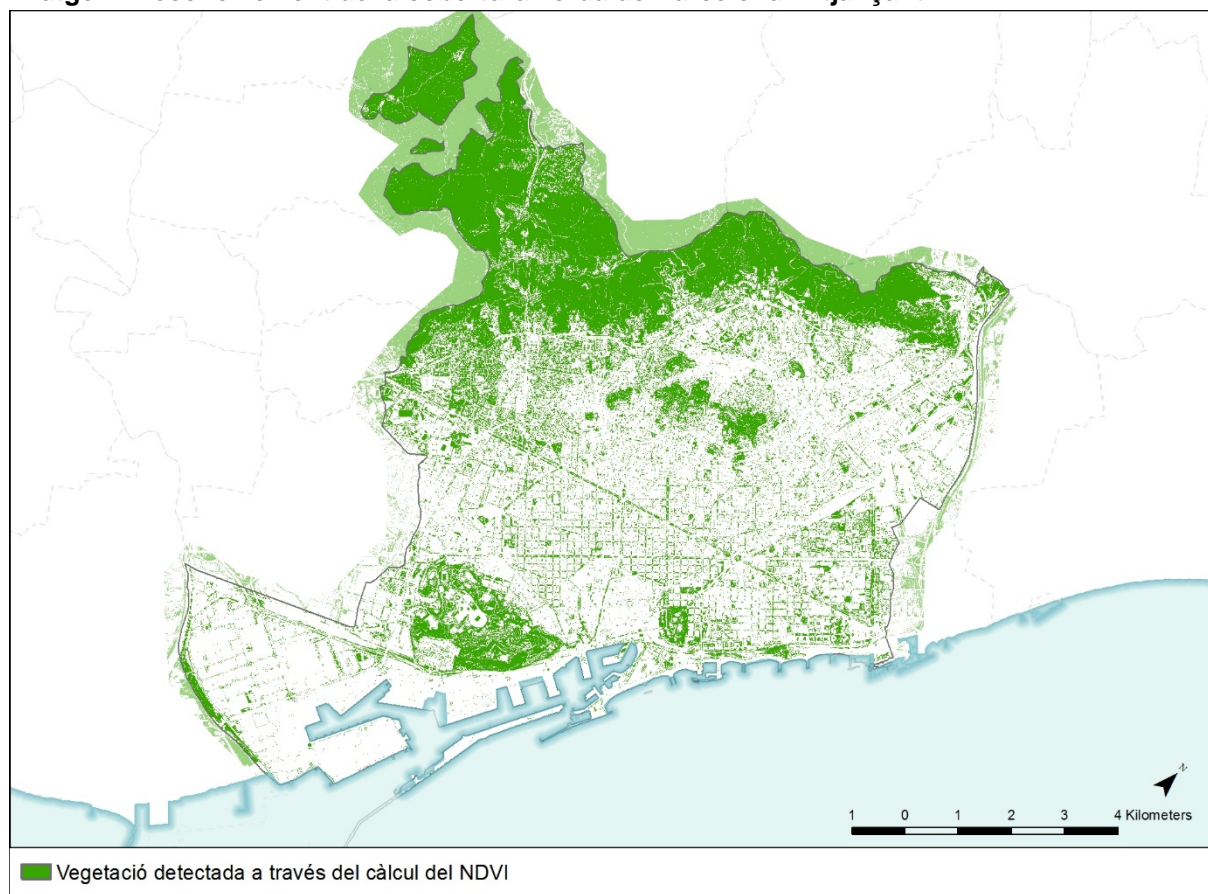 N
1 0 1 2 3 4 Kilometers
Vegetació detectada a través del càlcul del NDVI